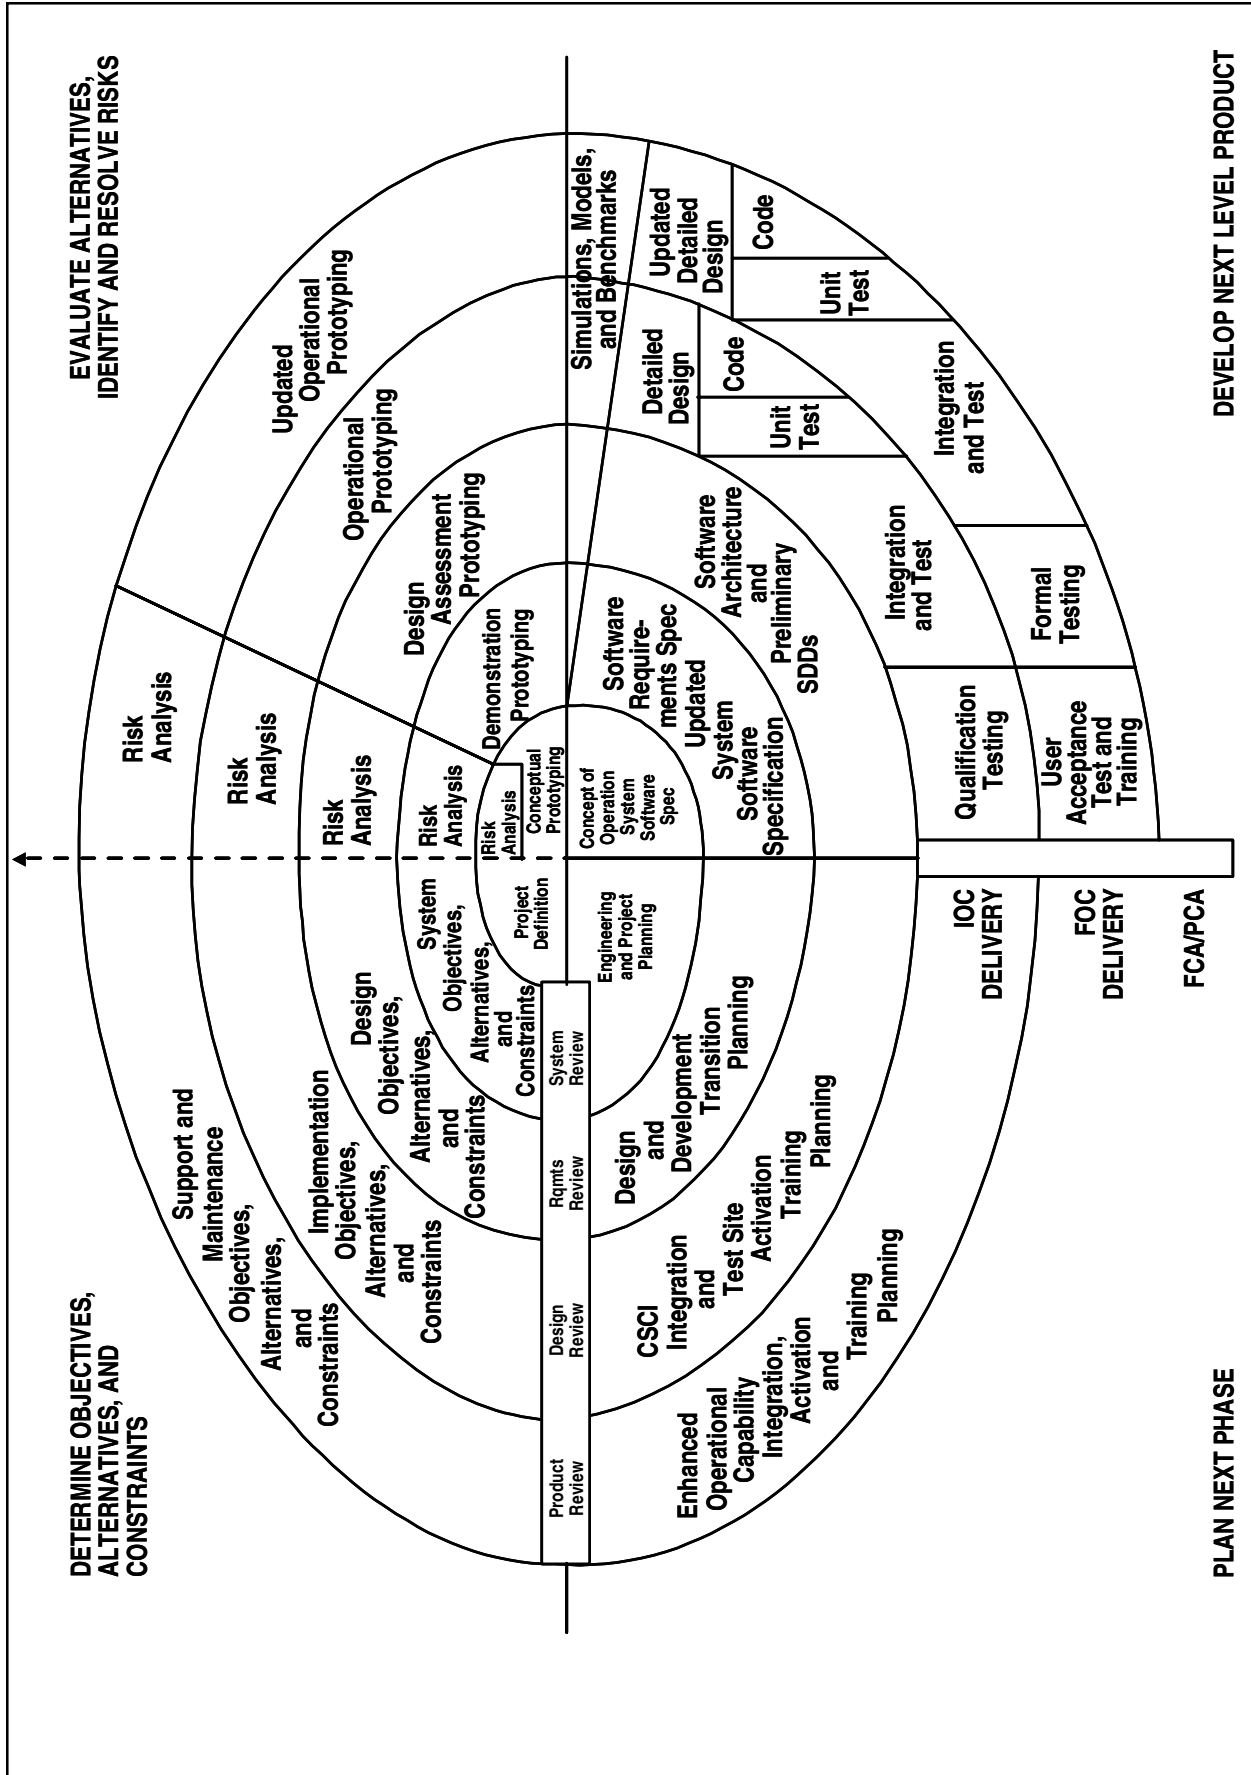 DETERMINE OBJECTIVES,
ALTERNATIVES, AND
CONSTRAINTS
EVALUATE ALTERNATIVES,
IDENTIFY AND RESOLVE RISKS
Support and
Maintenance
Objectives,
Alternatives,
and
Constraints
Implementation
Objectives,
Alternatives,
and
Constraints
Design
Objectives,
Alternatives,
and
Constraints
System
Objectives,
Alternatives,
and
Constraints
Project
Definition
Risk
Analysis
Risk
Analysis
Risk
Analysis
Risk
Analysis
Risk
Analysis
Conceptual
Prototyping
Demonstration
Prototyping
Design
Assessment
Prototyping
Operational
Prototyping
Updated
Operational
Prototyping
Product
Review
Design
Review
Rqmts
Review
System
Review
Simulations, Models,
and Benchmarks
Engineering
and Project
Planning
Design
and
Development
Transition
Planning
CSCI
Integration
and
Test Site
Activation
Training
Planning
Enhanced
Operational
Capability
Integration,
Activation
and
Training
Planning
Concept of
Operation
System
Software
Spec
Software
Require-
ments Spec
Updated
System
Software
Specification
Software
Architecture
and
Preliminary
SDDs
Detailed
Design
Code
Unit
Test
Integration
and Test
Qualification
Testing
Updated
Detailed
Design
Code
Unit
Test
Integration
and Test
Formal
Testing
User
Acceptance
Test and
Training
IOC
DELIVERY
FOC
DELIVERY
FCA/PCA
PLAN NEXT PHASE
DEVELOP NEXT LEVEL PRODUCT